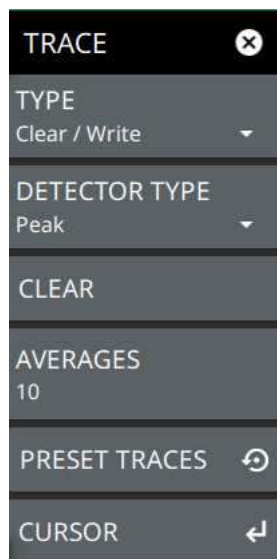 TRACE
TYPE
Clear / Write
DETECTOR TYPE
Peak
CLEAR
AVERAGES
10
PRESET TRACES
CURSOR